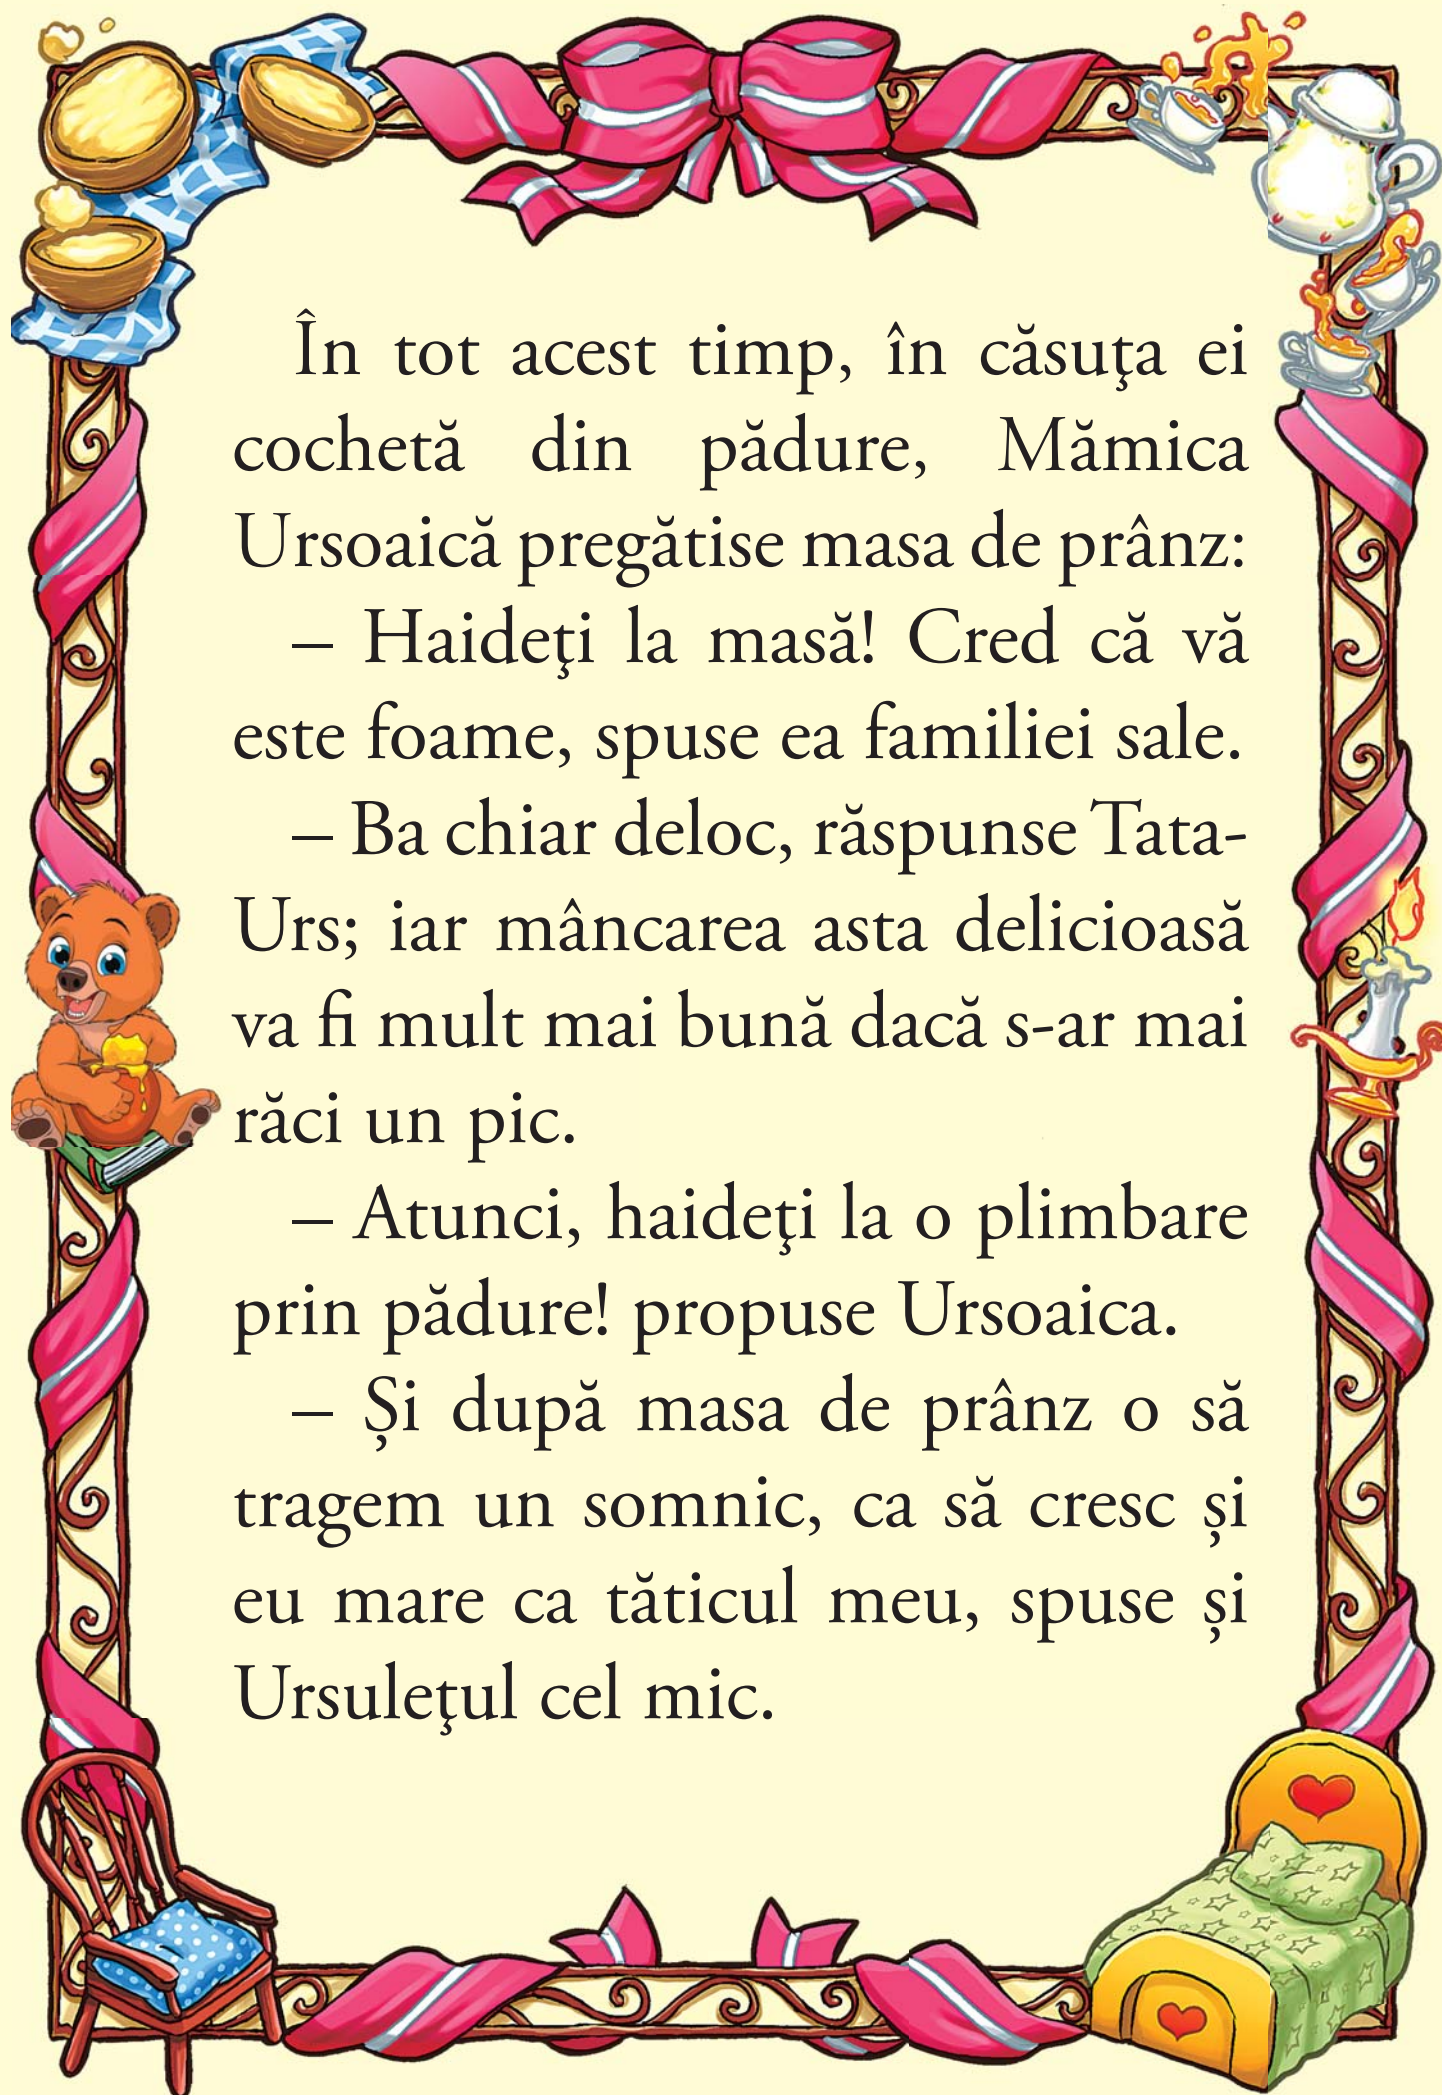 În tot acest timp, în căsuţa ei
cochetă din pădure, Mămica
Ursoaică pregătise masa de prânz:
– Haideţi la masă! Cred că vă
este foame, spuse ea familiei sale.
– Ba chiar deloc, răspunse Tata-
Urs; iar mâncarea asta delicioasă
va fi mult mai bună dacă s-ar mai
răci un pic.
– Atunci, haideţi la o plimbare
prin pădure! propuse Ursoaica.
– Și după masa de prânz o să
tragem un somnic, ca să cresc și
eu mare ca tăticul meu, spuse și
Ursuleţul cel mic.